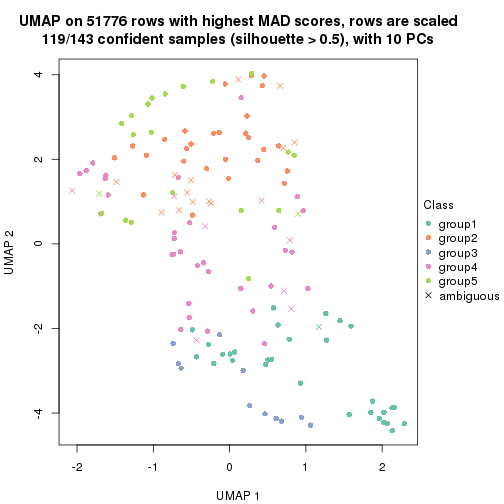 UMAP on 51776 rows with highest MAD scores, rows are scaled
119/143 confident samples (silhouette > 0.5), with 10 PCs
4
2
0
-2
-4
UMAP 2
-2
-1
0
1
2
UMAP 1
Class
group1
group2
group3
group4
group5
ambiguous